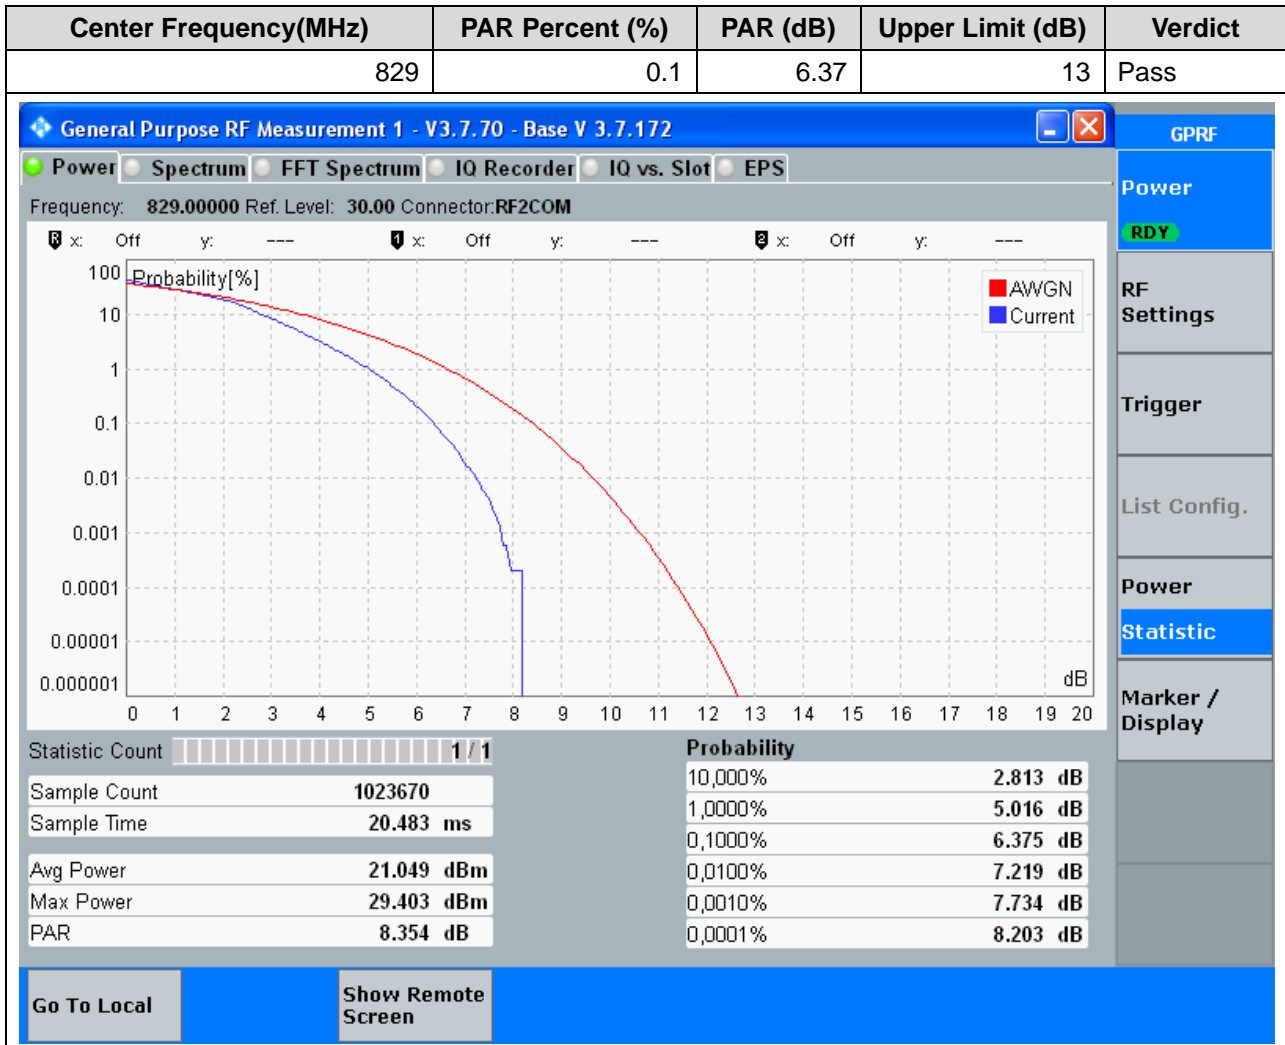 Center Frequency(MHz) PAR Percent (%) PAR (dB) Upper Limit (dB) Verdict
829 0.1 6.37 13 Pass
General Purpose RF Measurement 1 - V3.7.70 - Base V 3.7.172
GPRF
Power Spectrum FFT Spectrum IQ Recorder IQ vs. Slot EPS
Power
RDY
Frequency: 829.00000 Ref. Level: 30.00 Connector:RF2COM
R x: Off y: --- 1 x: Off y: --- 2 x: Off y: ---
Probability[%]
AWGN
Current
100
10
1
0.1
0.01
0.001
0.0001
0.00001
0.000001
dB
0 1 2 3 4 5 6 7 8 9 10 11 12 13 14 15 16 17 18 19 20
RF
Settings
Trigger
List Config.
Power
Statistic
Marker /
Display
Statistic Count 1 / 1
Sample Count 1023670
Sample Time 20.483 ms
Avg Power 21.049 dBm
Max Power 29.403 dBm
PAR 8.354 dB
Probability
10,000% 2.813 dB
1,0000% 5.016 dB
0,1000% 6.375 dB
0,0100% 7.219 dB
0,0010% 7.734 dB
0,0001% 8.203 dB
Go To Local
Show Remote
Screen